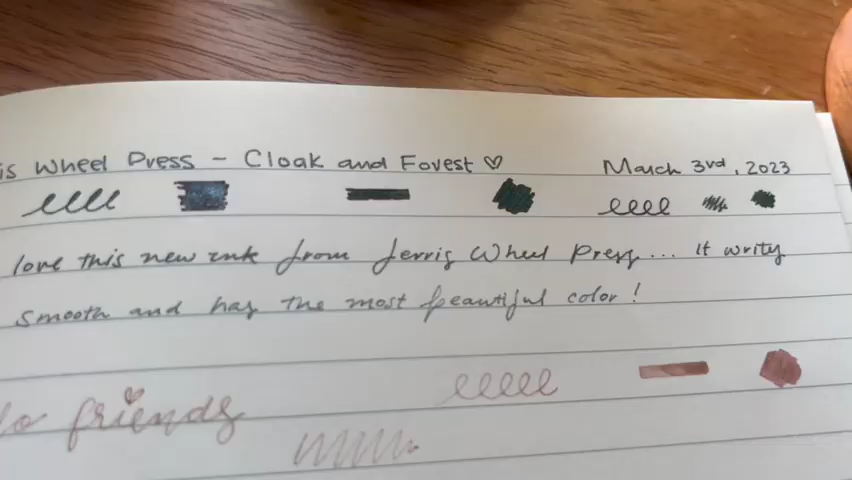 is Wheel Press - Cloak and Forest ♡
March 3rd, 2023
love this new ink from ferris wheel press... It writes
smooth and has the most beautiful color!
lo friends